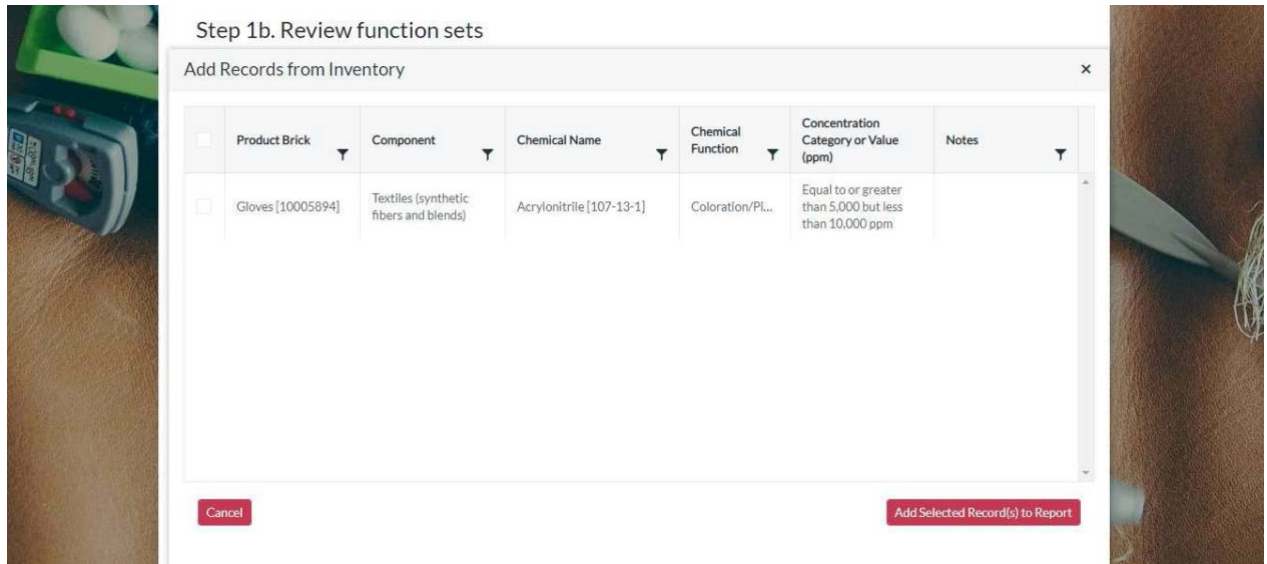 Step 1b. Review function sets
Add Records from Inventory ×
Product Brick
Component
Chemical Name
Chemical
Function
Concentration
Category or Value
(ppm)
Notes
Gloves [10005894]
Textiles (synthetic
fibers and blends)
Acrylonitrile [107-13-1]
Coloration/Pi...
Equal to or greater
than 5,000 but less
than 10,000 ppm
Cancel
Add Selected Record(s) to Report